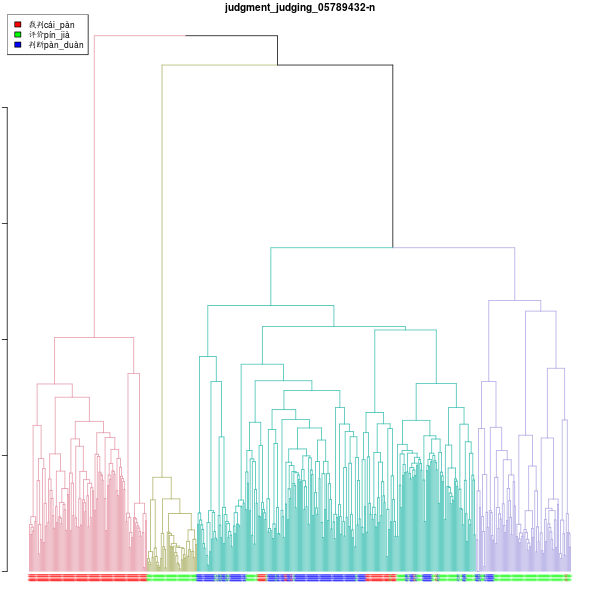 judgment_judging_05789432-n
裁判cái_pàn
评价pín_jià
判断pàn_duàn